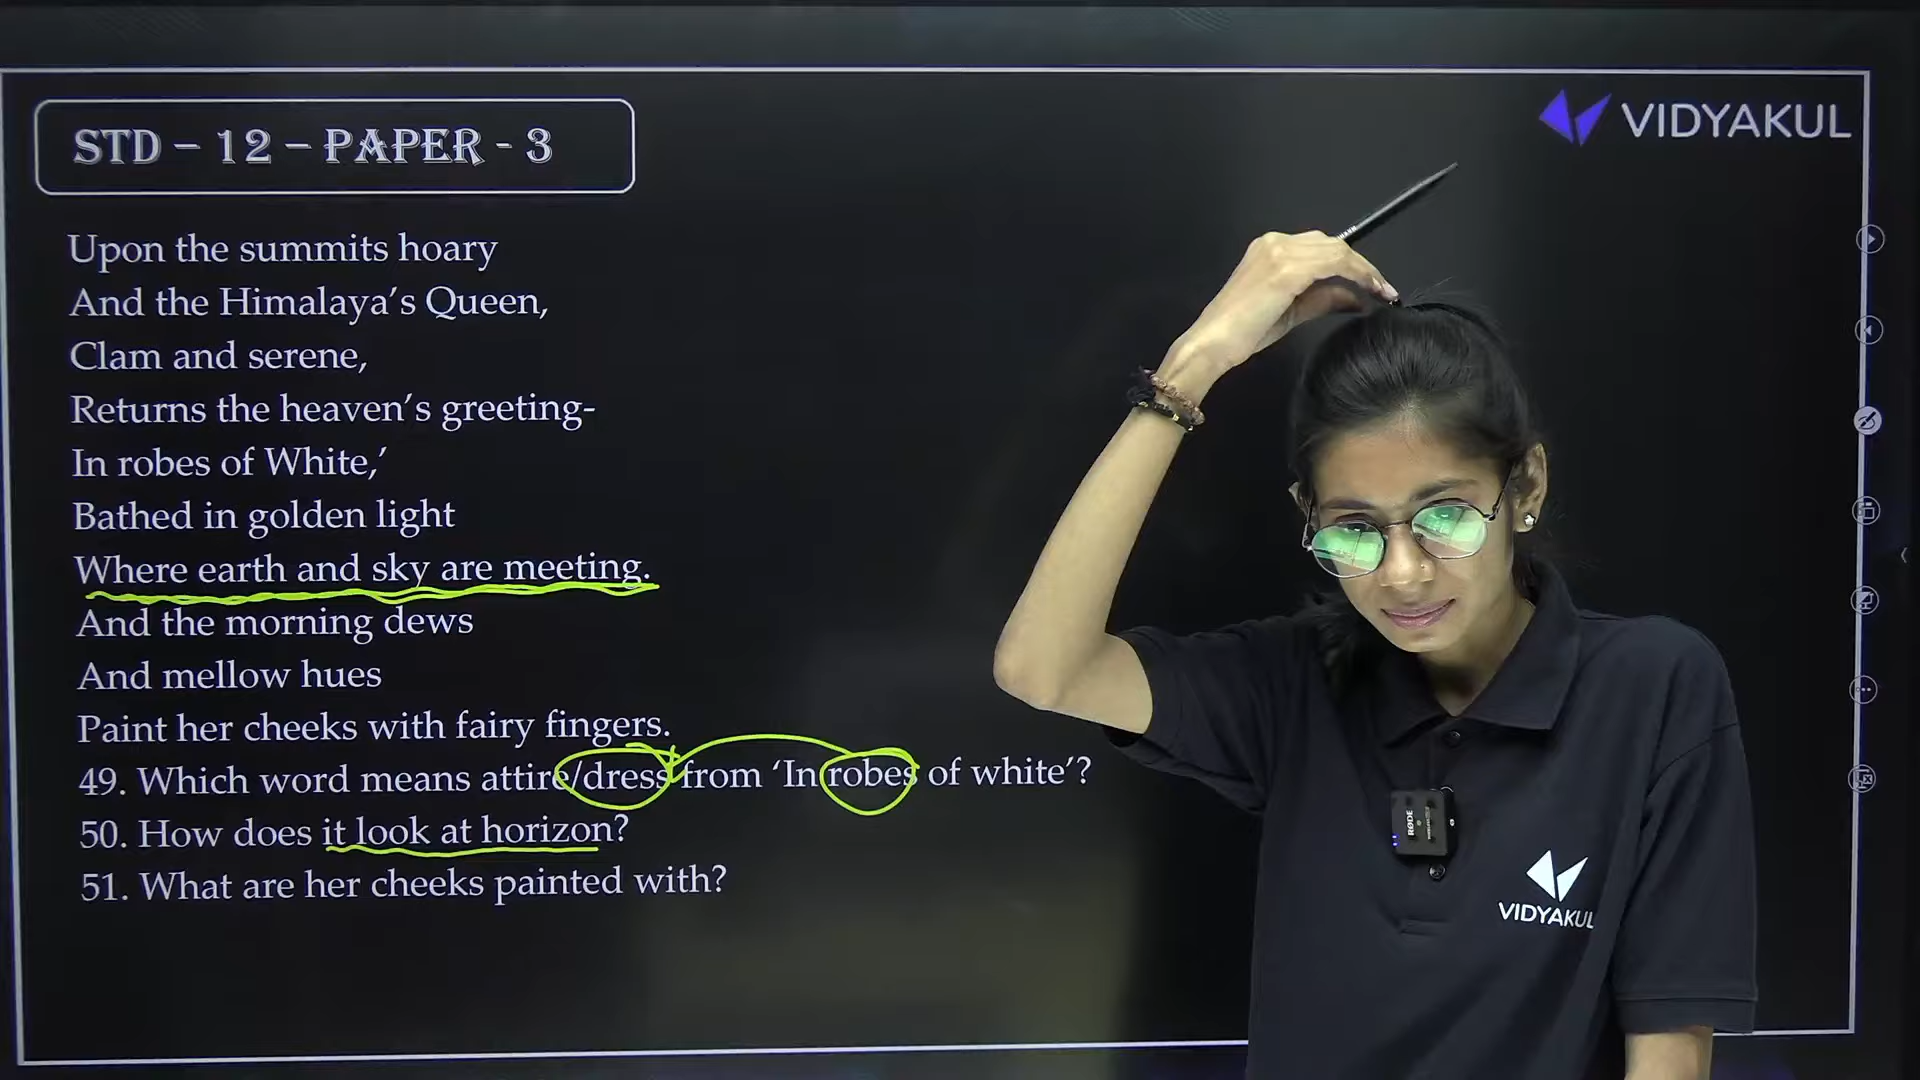 STD – 12 – PAPER - 3
VIDYAKUL
Upon the summits hoary
And the Himalaya’s Queen,
Clam and serene,
Returns the heaven’s greeting-
In robes of White,’
Bathed in golden light
Where earth and sky are meeting.
And the morning dews
And mellow hues
Paint her cheeks with fairy fingers.
49. Which word means attire/dress from ‘In robes of white’?
50. How does it look at horizon?
51. What are her cheeks painted with?
RØDE
VIDYAKUL